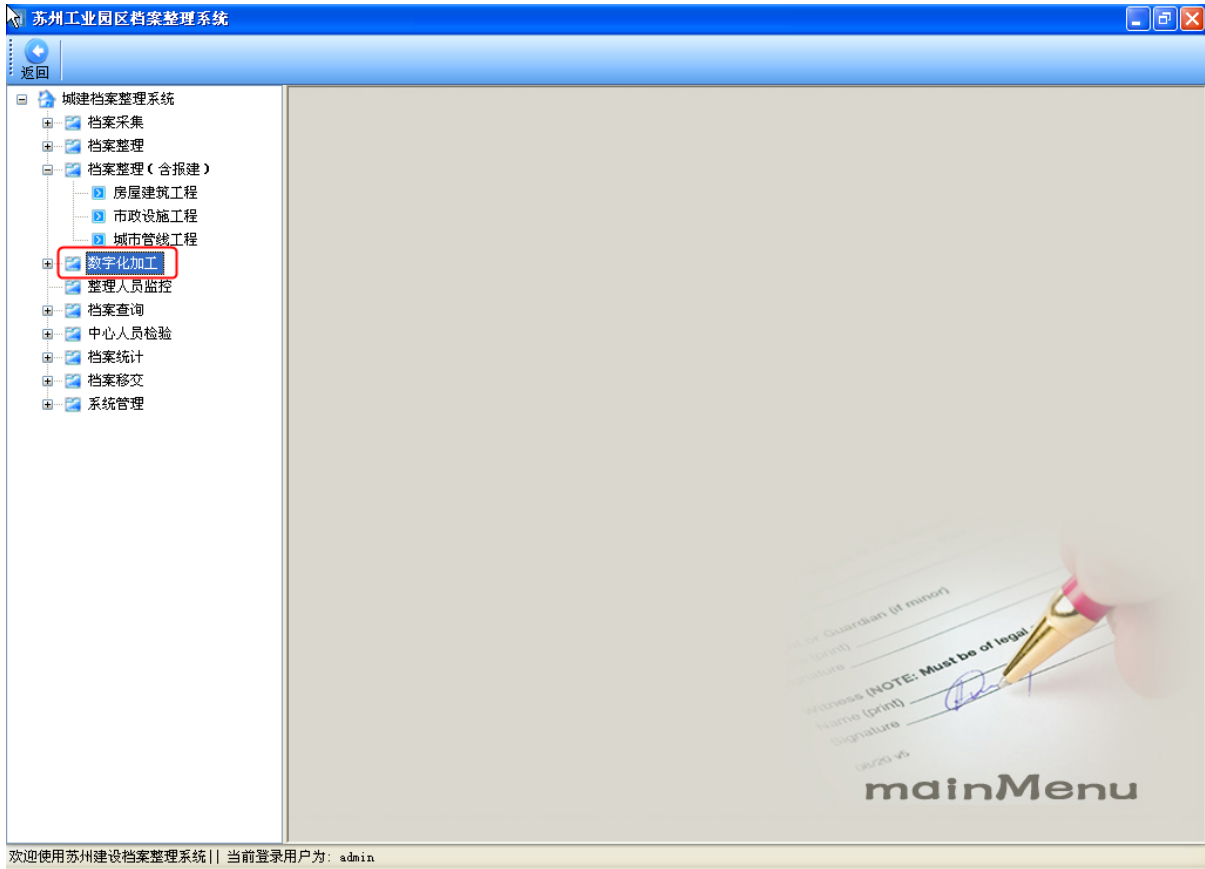 苏州工业园区档案整理系统
返回
城建档案整理系统
档案采集
档案整理
档案整理(含报建)
房屋建筑工程
市政设施工程
城市管线工程
数字化加工
整理人员监控
档案查询
中心人员检验
档案统计
档案移交
系统管理
or Guardian (if minor)
(print)
Witness (NOTE: Must be of legal
Name (print)
Signature
mainMenu
欢迎使用苏州建设档案整理系统|| 当前登录用户为: admin